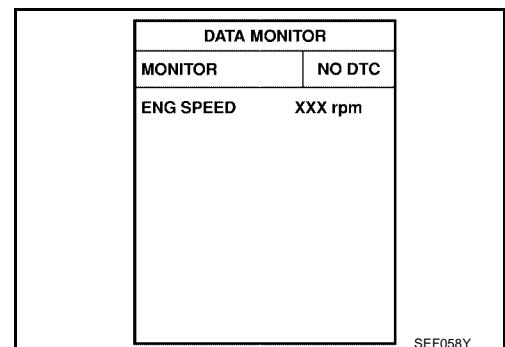 DATA MONITOR
MONITOR NO DTC
ENG SPEED XXX rpm
SEF058Y